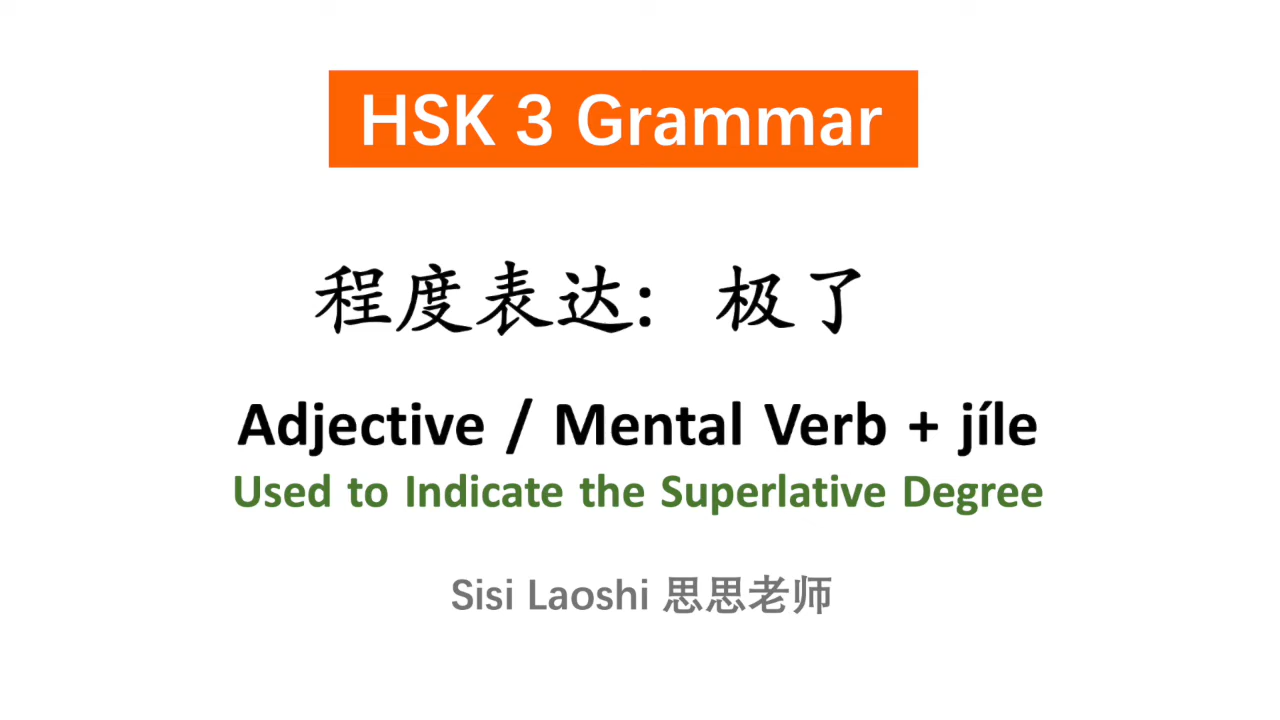 HSK 3 Grammar
程度表达：极了
Adjective / Mental Verb + jíle
Used to Indicate the Superlative Degree
Sisi Laoshi 思思老师